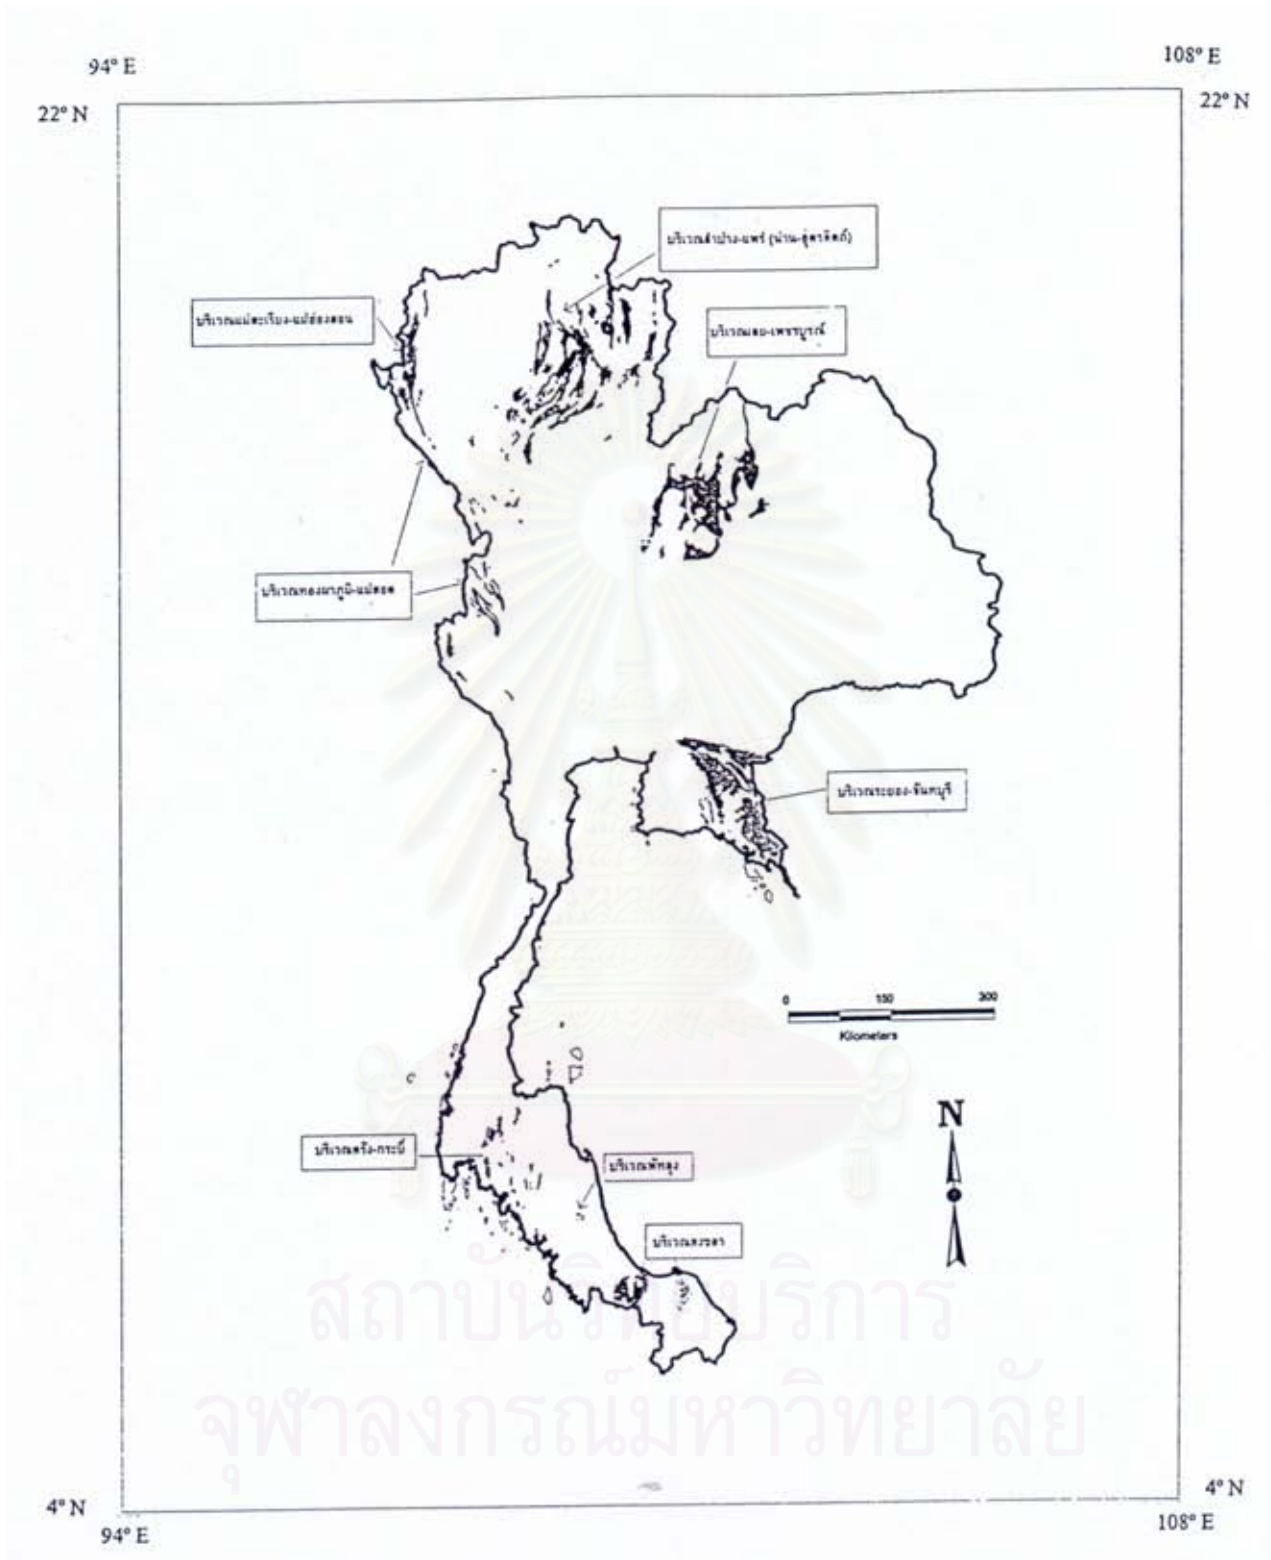 94° E
108° E
22° N
22° N
บริเวณลำปาง-แพร่ (น่าน-อุตรดิตถ์)
บริเวณแม่สะเรียง-แม่ฮ่องสอน
บริเวณเลย-เพชรบูรณ์
บริเวณทองผาภูมิ-แม่สอด
บริเวณระยอง-จันทบุรี
0 150 300
Kilometers
N
บริเวณตรัง-กระบี่
บริเวณพัทลุง
บริเวณสงขลา
สถาบันวิทยบริการ
จุฬาลงกรณ์มหาวิทยาลัย
4° N
4° N
94° E
108° E